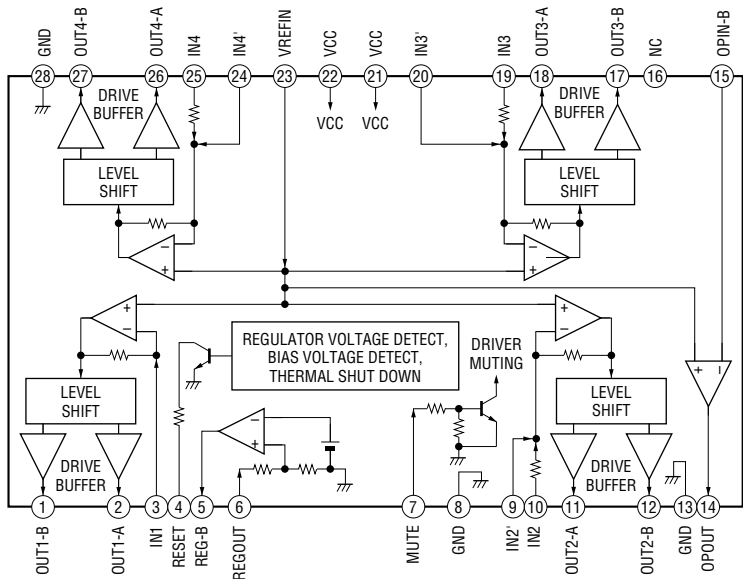 GND
OUT4-B
OUT4-A
IN4
IN4'
VREFIN
VCC
VCC
IN3'
IN3
OUT3-A
OUT3-B
NC
OPIN-B
28
27
26
25
24
23
22
21
20
19
18
17
16
15
DRIVE
BUFFER
VCC
VCC
DRIVE
BUFFER
LEVEL
SHIFT
LEVEL
SHIFT
−
+
−
+
+
−
+
−
REGULATOR VOLTAGE DETECT,
BIAS VOLTAGE DETECT,
THERMAL SHUT DOWN
DRIVER
MUTING
+
−
LEVEL
SHIFT
LEVEL
SHIFT
−
+
DRIVE
BUFFER
DRIVE
BUFFER
1
2
3
4
5
6
7
8
9
10
11
12
13
14
OUT1-B
OUT1-A
IN1
RESET
REG-B
REGOUT
MUTE
GND
IN2'
IN2
OUT2-A
OUT2-B
GND
OPOUT